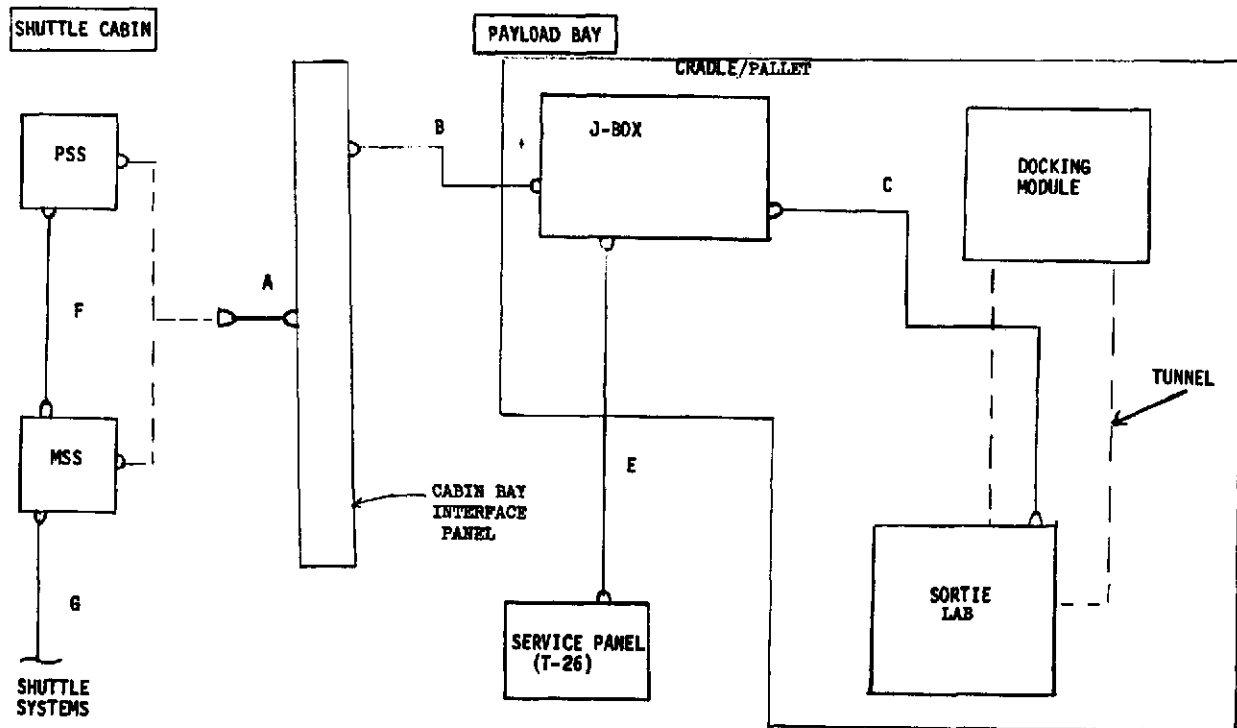 SHUTTLE CABIN
PAYLOAD BAY
CRADLE/PALLET
PSS
B
J-BOX
DOCKING
MODULE
C
A
F
TUNNEL
MSS
E
CABIN BAY
INTERFACE
PANEL
G
SORTIE
LAB
SERVICE PANEL
(T-26)
SHUTTLE
SYSTEMS